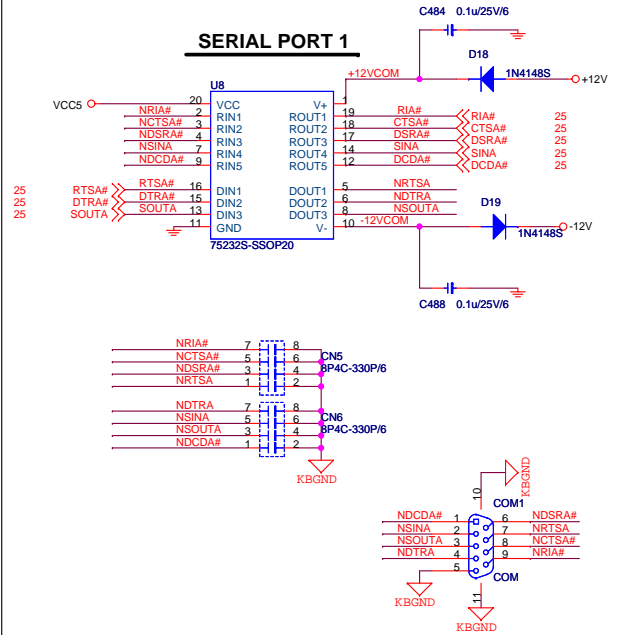 C484 0.1u/25V/6
SERIAL PORT 1
D18
+12VCOM 1N4148S +12V
U8
VCC5 20 VCC V+ 1
NRIA# 2 RIN1 ROUT1 19 RIA# RIA# 25
NCTSA# 3 RIN2 ROUT2 18 CTSA# CTSA# 25
NDSRA# 4 RIN3 ROUT3 17 DSRA# DSRA# 25
NSINA 7 RIN4 ROUT4 14 SINA SINA 25
NDCDA# 9 RIN5 ROUT5 12 DCDA# DCDA# 25
25 RTSA# RTSA# 16 DIN1 DOUT1 5 NRTSA
25 DTRA# DTRA# 15 DIN2 DOUT2 6 NDTRA
25 SOUTA SOUTA 13 DIN3 DOUT3 8 NSOUTA
11 GND V- 10 -12VCOM
D19
1N4148S -12V
75232S-SSOP20
C488 0.1u/25V/6
NRIA# 7 8
NCTSA# 5 6 CN5
NDSRA# 3 4 8P4C-330P/6
NRTSA 1 2
NDTRA 7 8
NSINA 5 6 CN6
NSOUTA 3 4 8P4C-330P/6
NDCDA# 1 2
KBGND
KBGND
10
COM1
NDCDA# 1 6 NDSRA#
NSINA 2 7 NRTSA
NSOUTA 3 8 NCTSA#
NDTRA 4 9 NRIA#
5
COM
KBGND
11
KBGND